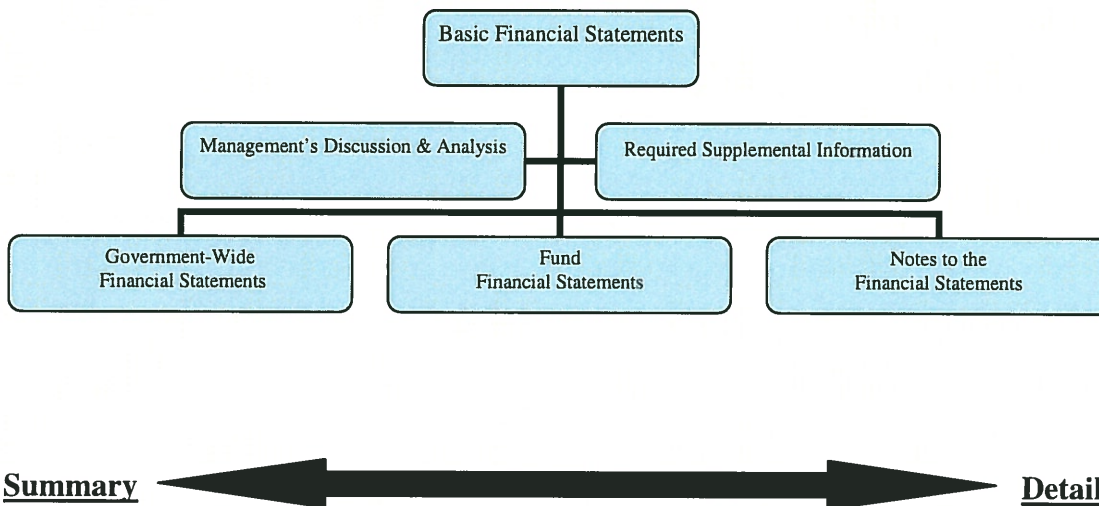 Basic Financial Statements
Management's Discussion & Analysis
Required Supplemental Information
Government-Wide
Financial Statements
Fund
Financial Statements
Notes to the
Financial Statements
Summary
Detail